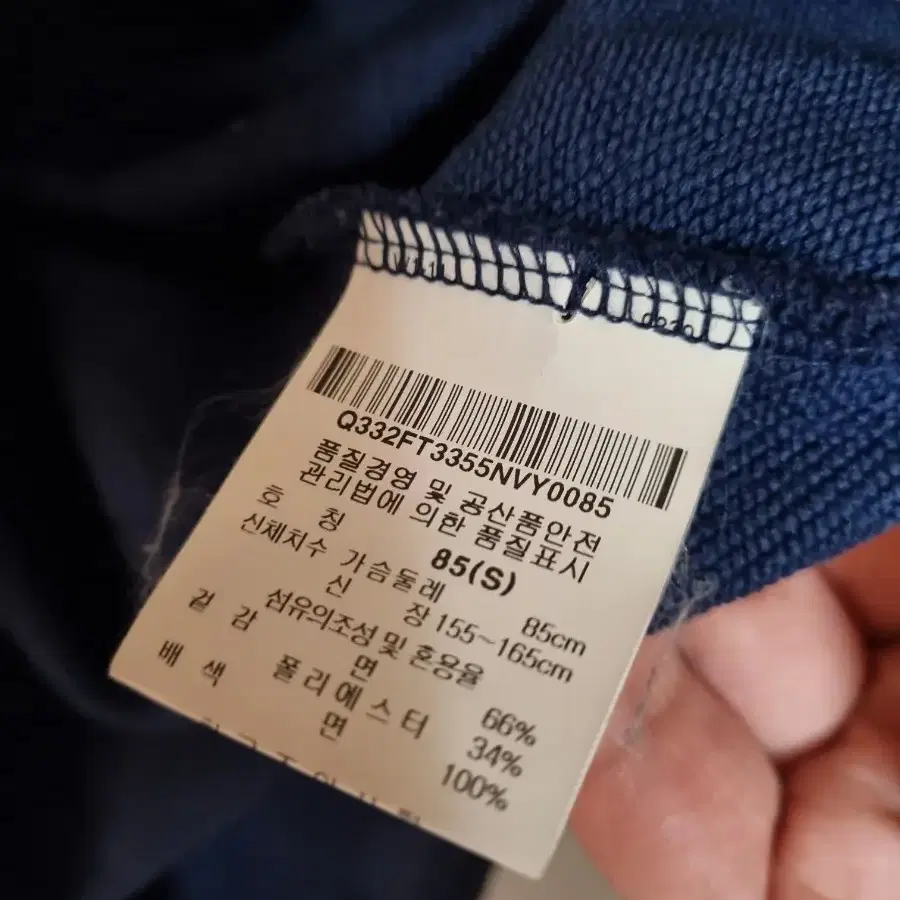 Q332FT3355NVY0085
품질경영 및 공산품안전
관리법에 의한 품질표시
호 칭 85(S)
신체치수 가슴둘레 85cm
신 장 155~165cm
섬유의조성 및 혼용율
겉 감 면 66%
폴리에스터 34%
배 색 면 100%